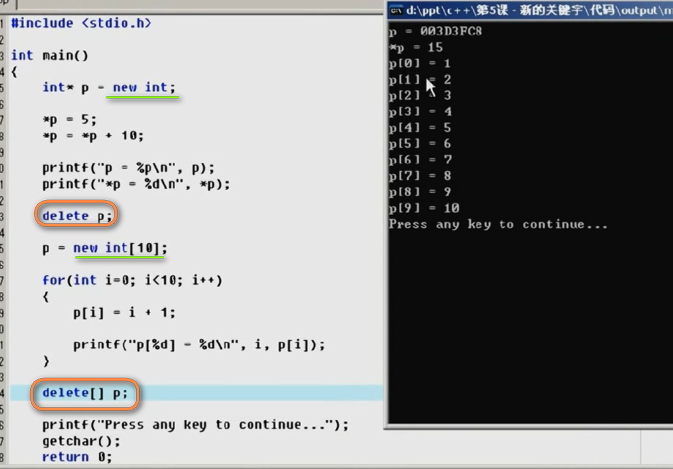 #include <stdio.h>
int main()
{
int* p = new int;
*p = 5;
*p = *p + 10;
printf("p = %p\n", p);
printf("*p = %d\n", *p);
delete p;
p = new int[10];
for(int i=0; i<10; i++)
{
p[i] = i + 1;
printf("p[%d] = %d\n", i, p[i]);
}
delete[] p;
printf("Press any key to continue...");
getchar();
return 0;
d:\ppt\c++\第5课 - 新的关键字\代码\output\
p = 003D3FC8
*p = 15
p[0] = 1
p[1] = 2
p[2] = 3
p[3] = 4
p[4] = 5
p[5] = 6
p[6] = 7
p[7] = 8
p[8] = 9
p[9] = 10
Press any key to continue...